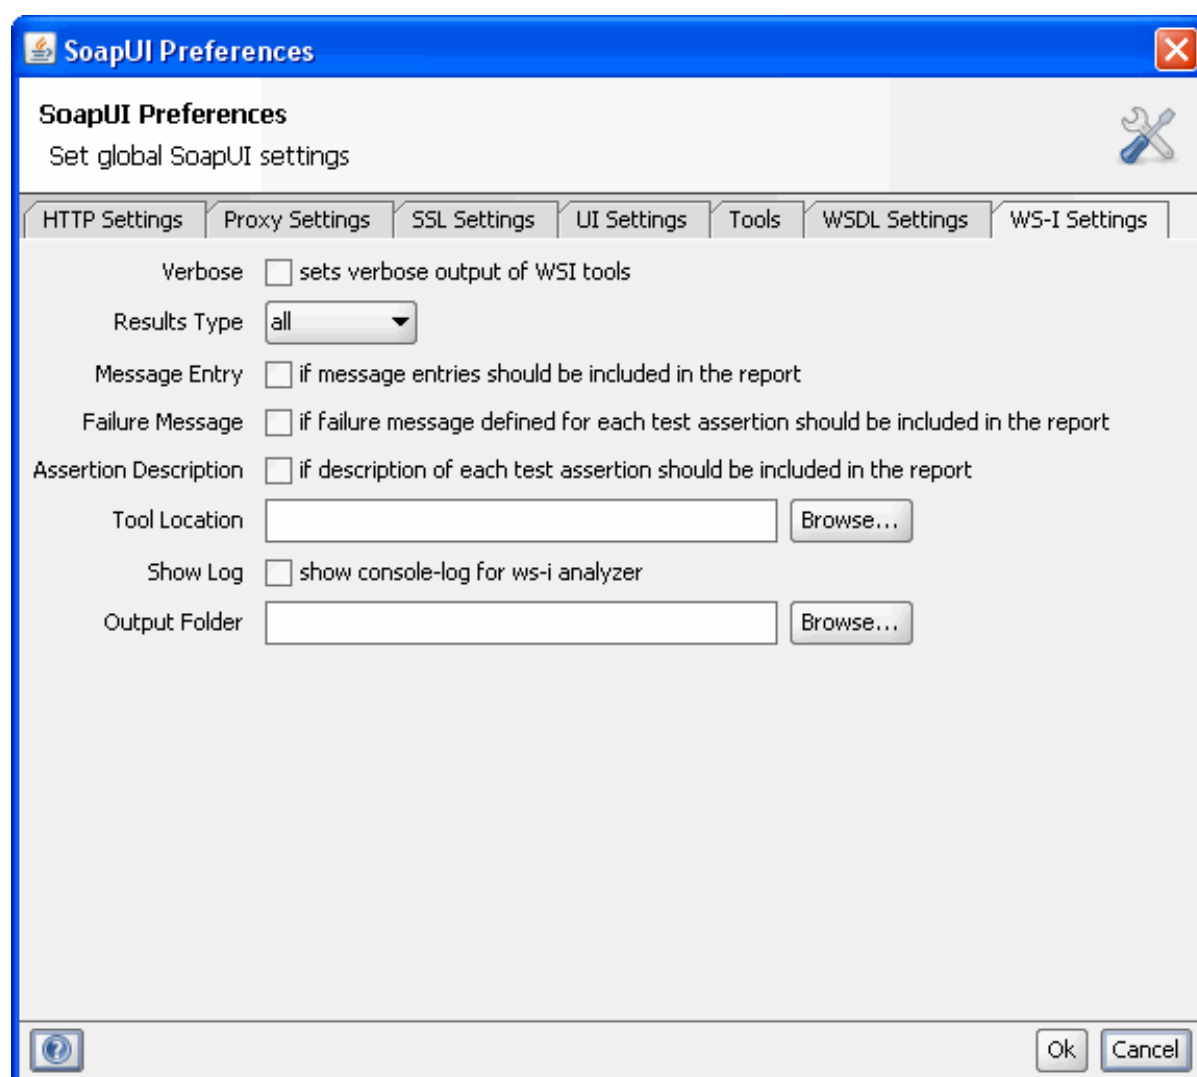 SoapUI Preferences
SoapUI Preferences
Set global SoapUI settings
HTTP Settings Proxy Settings SSL Settings UI Settings Tools WSDL Settings WS-I Settings
Verbose sets verbose output of WSI tools
Results Type all
Message Entry if message entries should be included in the report
Failure Message if failure message defined for each test assertion should be included in the report
Assertion Description if description of each test assertion should be included in the report
Tool Location Browse...
Show Log show console-log for ws-i analyzer
Output Folder Browse...
? Ok Cancel